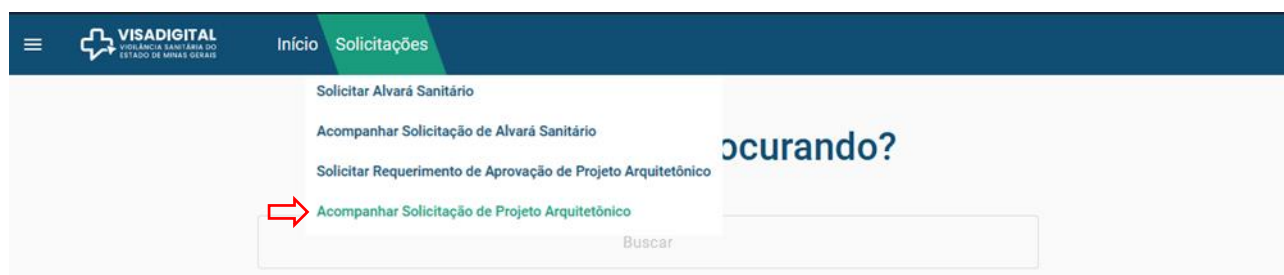 VISADIGITAL
VIGILÂNCIA SANITÁRIA DO
ESTADO DE MINAS GERAIS
Início Solicitações
Solicitar Alvará Sanitário
Acompanhar Solicitação de Alvará Sanitário
ocurando?
Solicitar Requerimento de Aprovação de Projeto Arquitetônico
Acompanhar Solicitação de Projeto Arquitetônico
Buscar